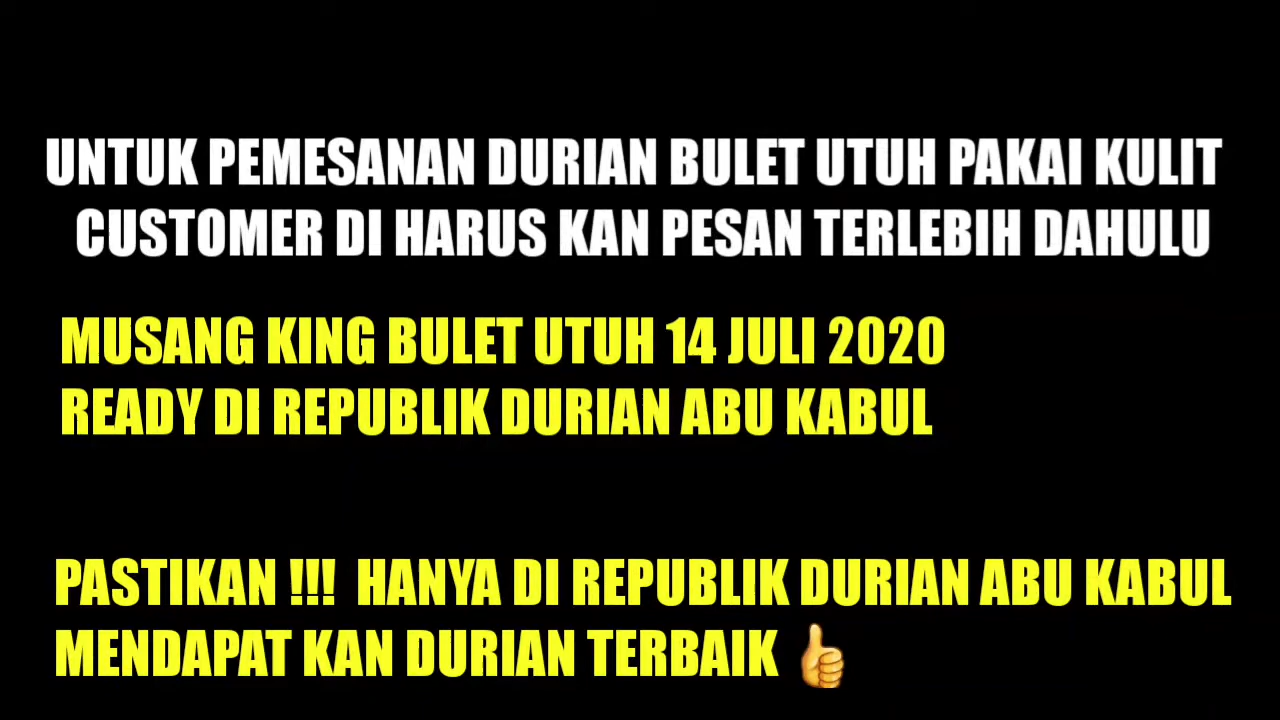 UNTUK PEMESANAN DURIAN BULET UTUH PAKAI KULIT
CUSTOMER DI HARUS KAN PESAN TERLEBIH DAHULU
MUSANG KING BULET UTUH 14 JULI 2020
READY DI REPUBLIK DURIAN ABU KABUL
PASTIKAN !!! HANYA DI REPUBLIK DURIAN ABU KABUL
MENDAPAT KAN DURIAN TERBAIK 👍